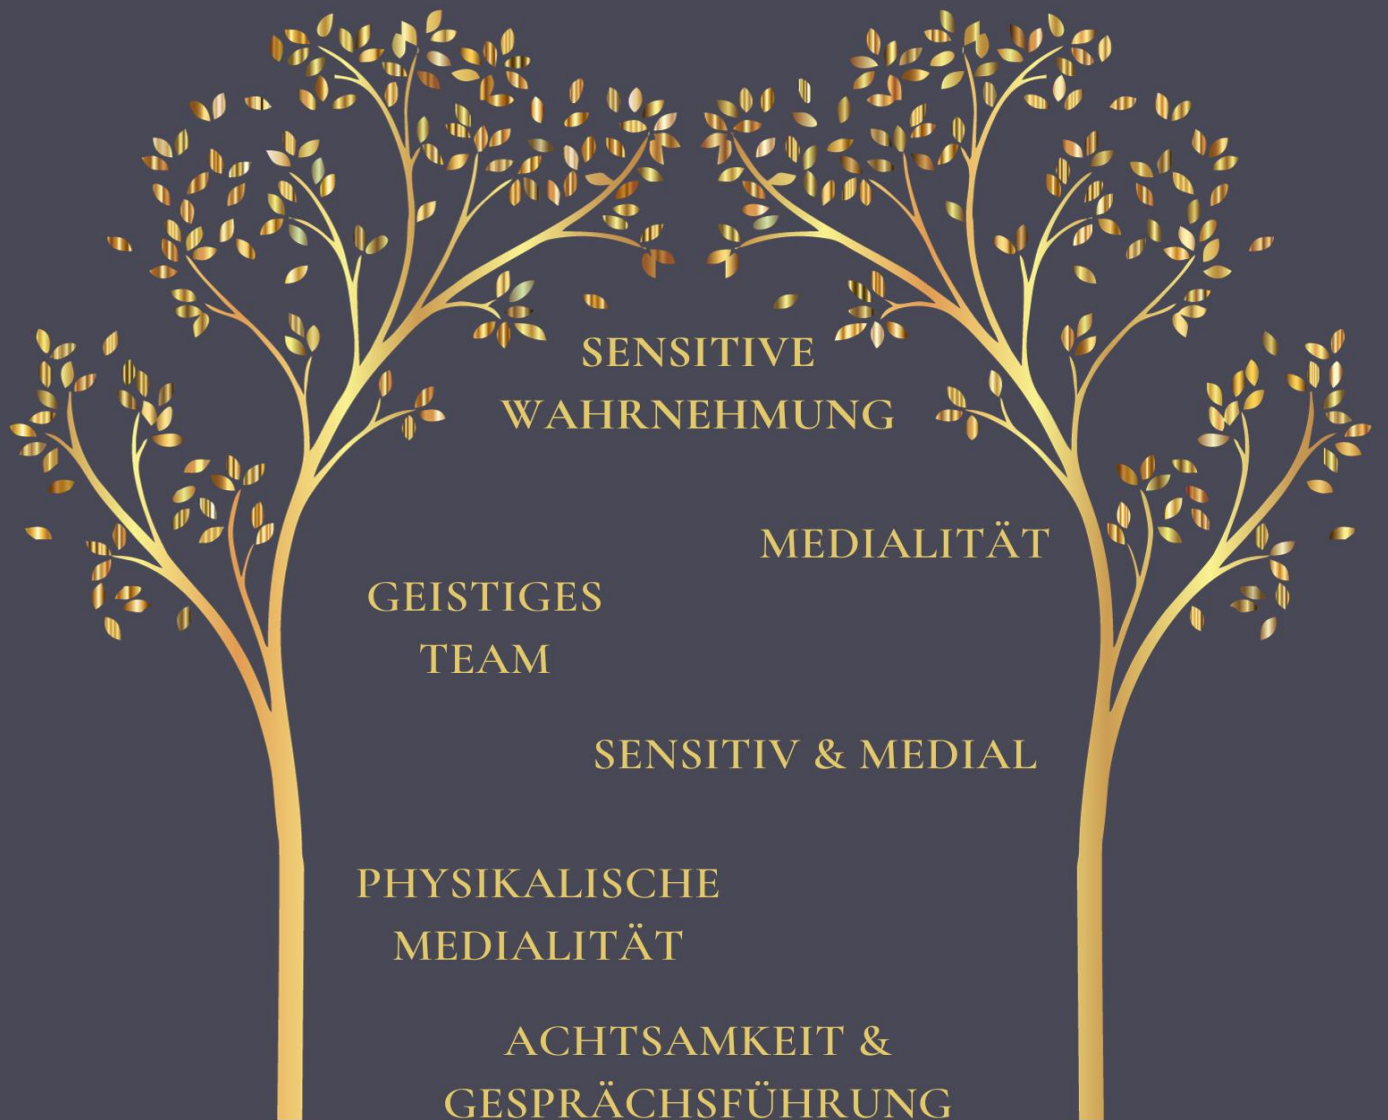 SENSITIVE
WAHRNEHMUNG
MEDIALITÄT
GEISTIGES
TEAM
SENSITIV & MEDIAL
PHYSIKALISCHE
MEDIALITÄT
ACHTSAMKEIT &
GESPRÄCHSFÜHRUNG